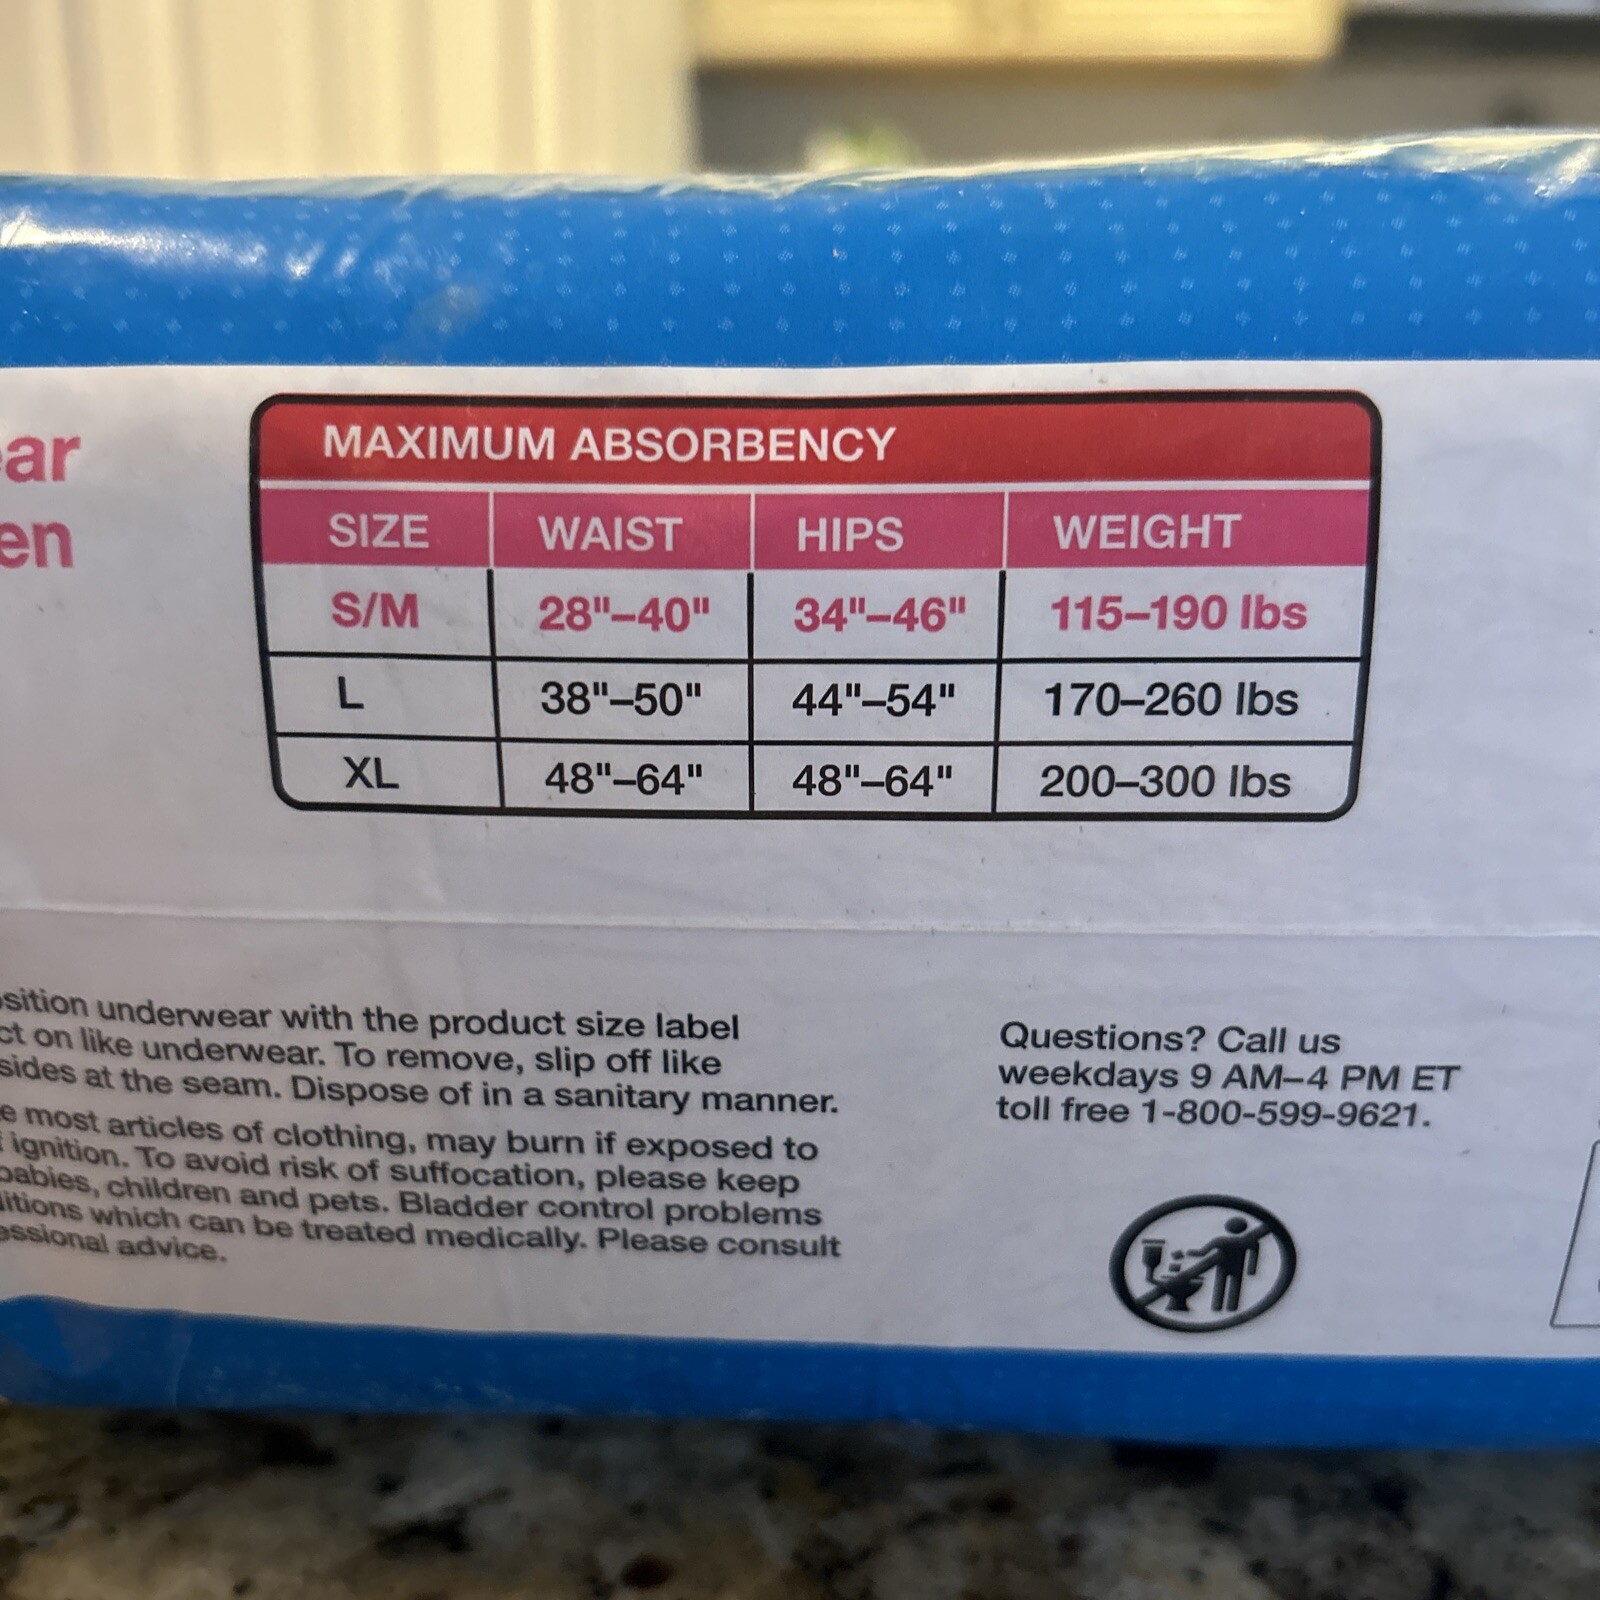 ar
en
MAXIMUM ABSORBENCY
SIZE WAIST HIPS WEIGHT
S/M 28"–40" 34"–46" 115–190 lbs
L 38"–50" 44"–54" 170–260 lbs
XL 48"–64" 48"–64" 200–300 lbs
sition underwear with the product size label
ct on like underwear. To remove, slip off like
sides at the seam. Dispose of in a sanitary manner.
e most articles of clothing, may burn if exposed to
f ignition. To avoid risk of suffocation, please keep
babies, children and pets. Bladder control problems
ditions which can be treated medically. Please consult
essional advice.
Questions? Call us
weekdays 9 AM–4 PM ET
toll free 1-800-599-9621.